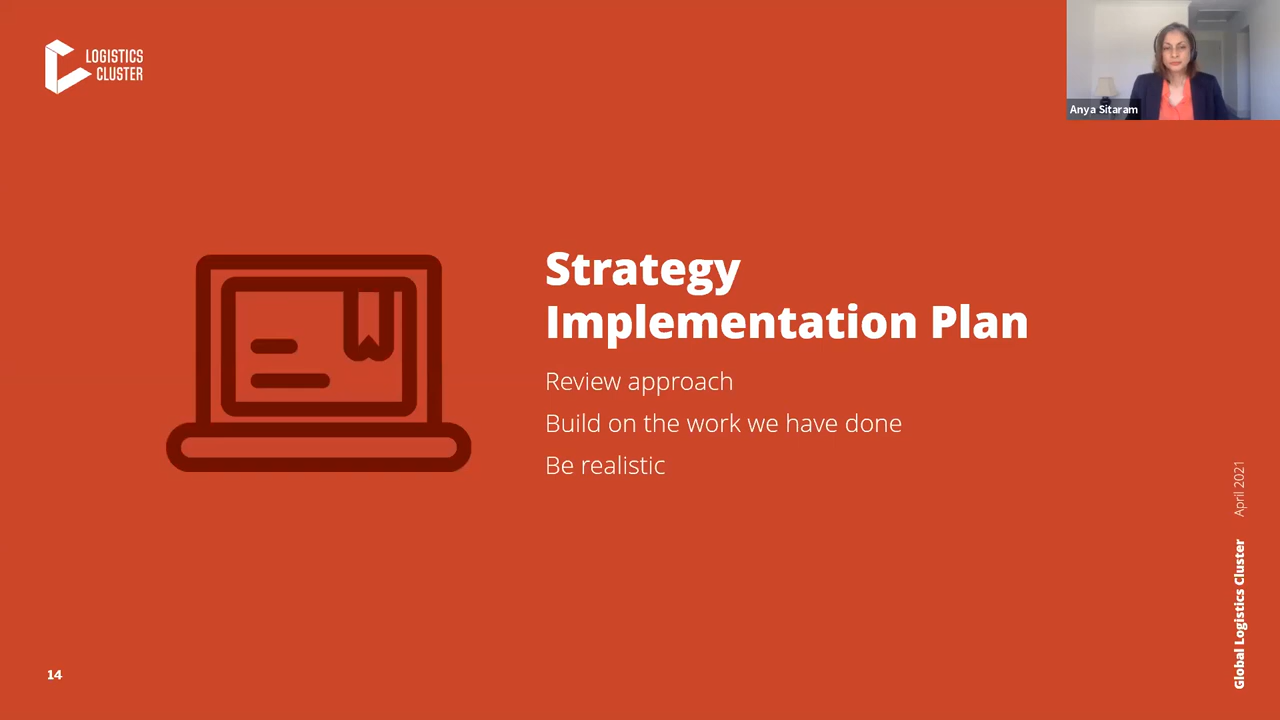 LOGISTICS
CLUSTER
Anya Sitaram
Strategy
Implementation Plan
Review approach
Build on the work we have done
Be realistic
Global Logistics Cluster April 2021
14